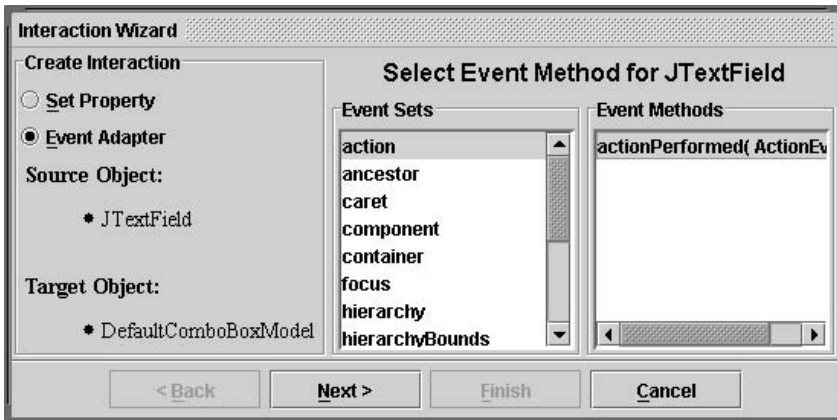 Interaction Wizard
Create Interaction
Set Property
Event Adapter
Source Object:
JTextField
Target Object:
DefaultComboBoxModel
Select Event Method for JTextField
Event Sets
action
ancestor
caret
component
container
focus
hierarchy
hierarchyBounds
Event Methods
actionPerformed( ActionEv
< Back
Next >
Finish
Cancel